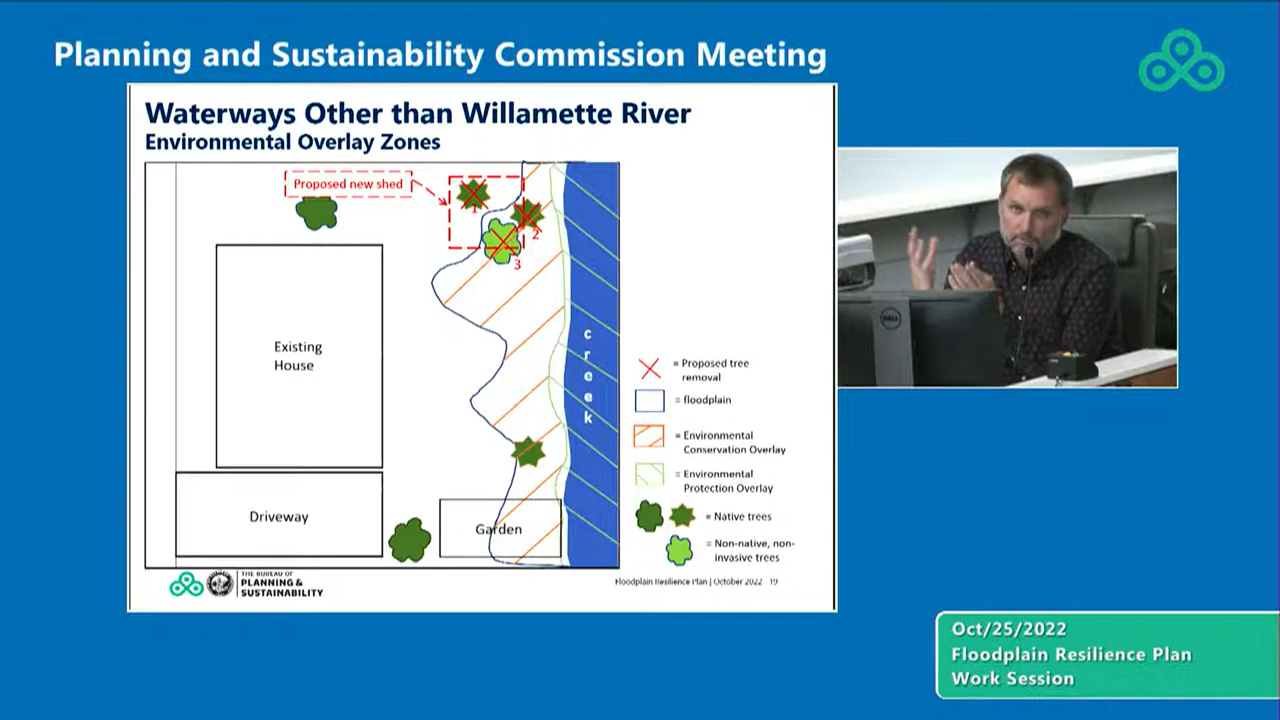 Planning and Sustainability Commission Meeting
Waterways Other than Willamette River
Environmental Overlay Zones
Proposed new shed
1
2
3
Existing
House
creek
Driveway
Garden
= Proposed tree
removal
= floodplain
= Environmental
Conservation Overlay
= Environmental
Protection Overlay
= Native trees
= Non-native, non-
invasive trees
THE BUREAU OF
PLANNING &
SUSTAINABILITY
Floodplain Resilience Plan | October 2022 19
DELL
Oct/25/2022
Floodplain Resilience Plan
Work Session